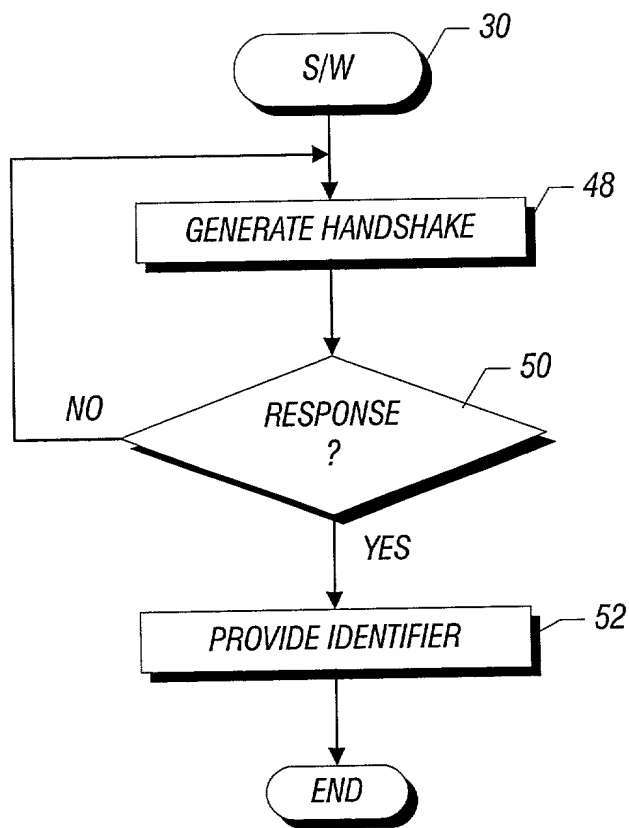 S/W
30
GENERATE HANDSHAKE
48
RESPONSE
?
50
NO
YES
PROVIDE IDENTIFIER
52
END